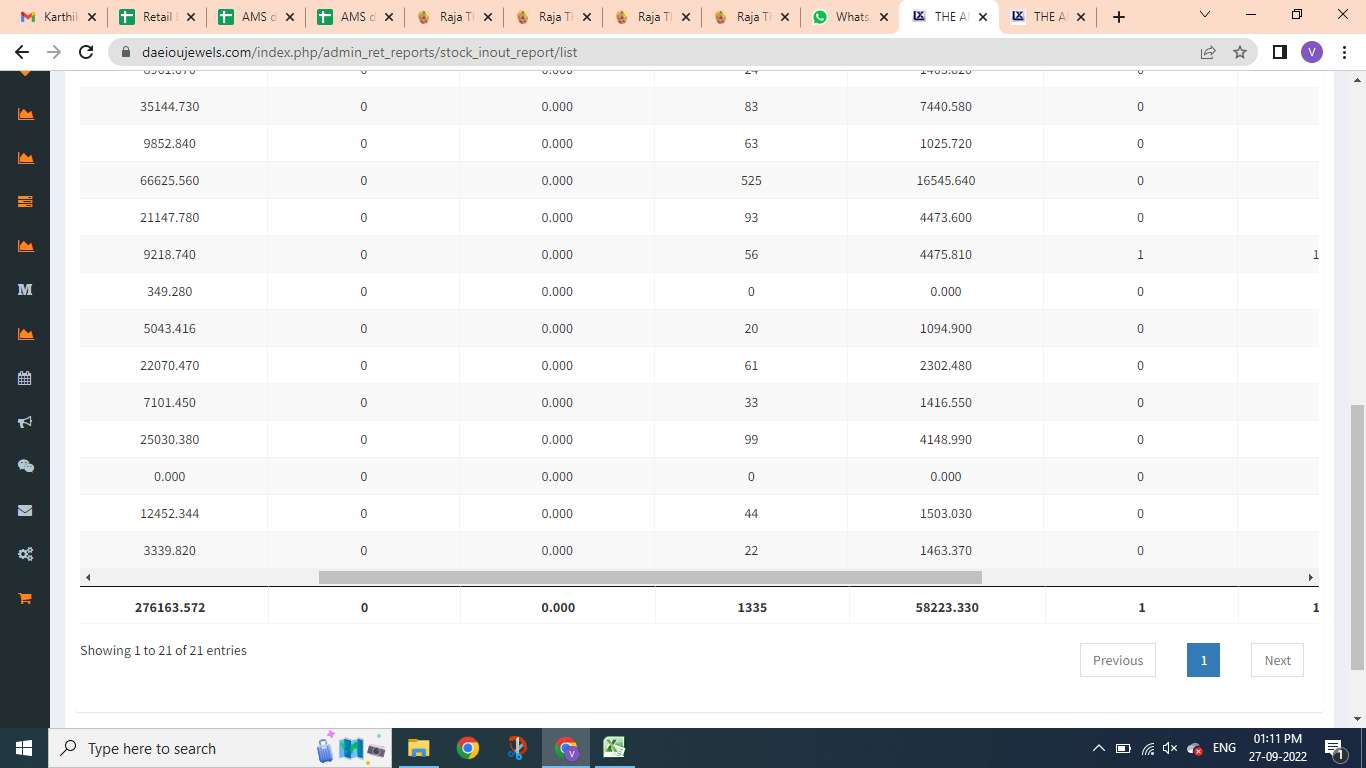 Karthi
Retail
AMS d
AMS d
Raja T
Raja T
Raja T
Raja T
Whats
THE A
THE A
daeioujewels.com/index.php/admin_ret_reports/stock_inout_report/list
V
35144.730 0 0.000 83 7440.580 0
9852.840 0 0.000 63 1025.720 0
66625.560 0 0.000 525 16545.640 0
21147.780 0 0.000 93 4473.600 0
9218.740 0 0.000 56 4475.810 1 1
349.280 0 0.000 0 0.000 0
5043.416 0 0.000 20 1094.900 0
22070.470 0 0.000 61 2302.480 0
7101.450 0 0.000 33 1416.550 0
25030.380 0 0.000 99 4148.990 0
0.000 0 0.000 0 0.000 0
12452.344 0 0.000 44 1503.030 0
3339.820 0 0.000 22 1463.370 0
276163.572 0 0.000 1335 58223.330 1 1
Showing 1 to 21 of 21 entries
Previous 1 Next
Type here to search
ENG
01:11 PM
27-09-2022
1